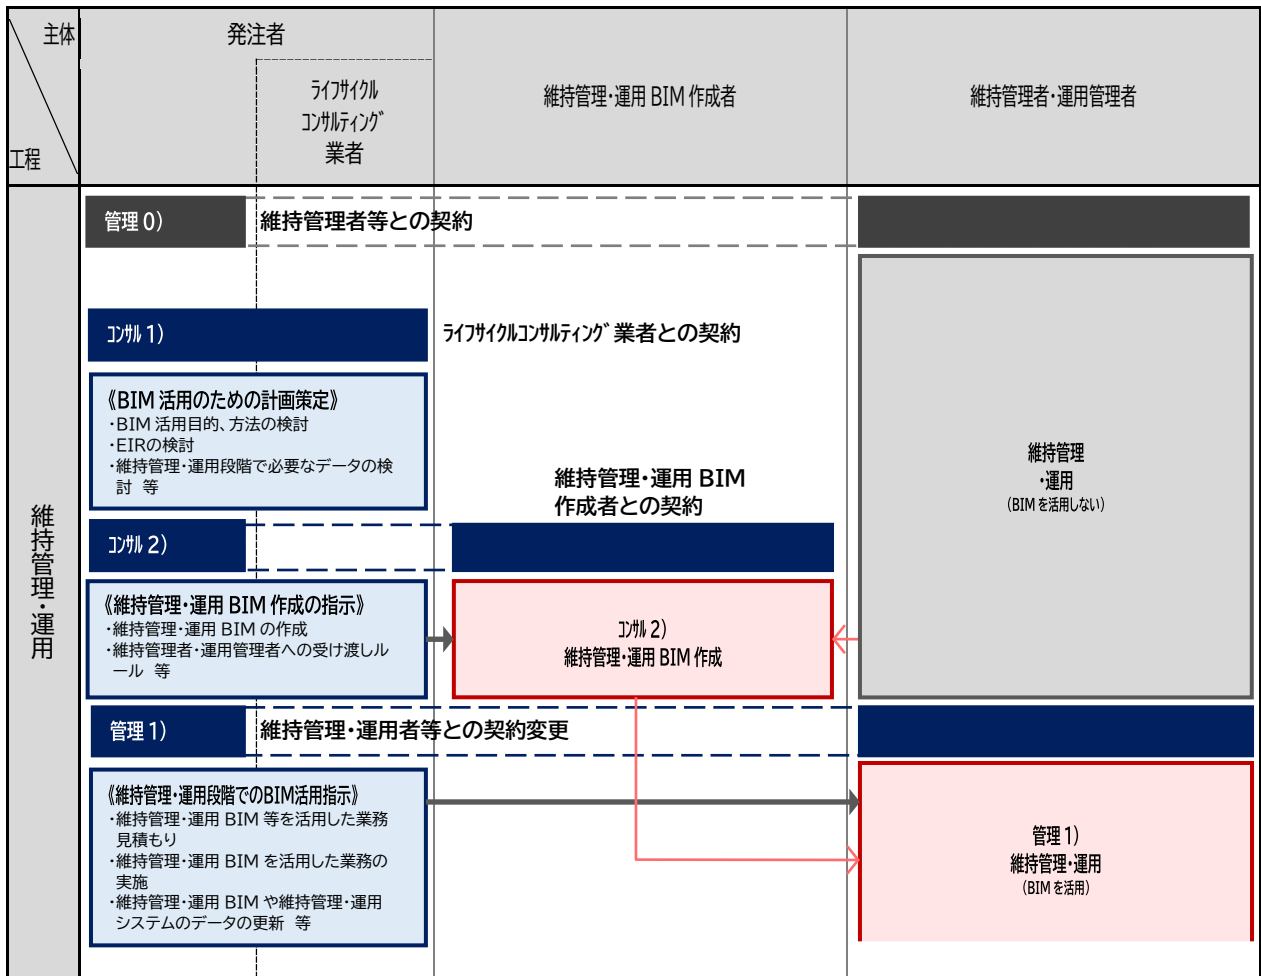 主体
工程
発注者
ﾗｲﾌｻｲｸﾙ
ｺﾝｻﾙﾃｨﾝｸﾞ
業者
維持管理・運用 BIM 作成者
維持管理者・運用管理者
維持管理・運用
管理 0）
維持管理者等との契約
ｺﾝｻﾙ 1）
ﾗｲﾌｻｲｸﾙｺﾝｻﾙﾃｨﾝｸﾞ 業者との契約
《BIM 活用のための計画策定》
・BIM 活用目的、方法の検討
・EIRの検討
・維持管理・運用段階で必要なデータの検
討 等
維持管理
・運用
（BIM を活用しない）
維持管理・運用 BIM
作成者との契約
ｺﾝｻﾙ 2）
《維持管理・運用 BIM 作成の指示》
・維持管理・運用 BIM の作成
・維持管理者・運用管理者への受け渡しル
ール 等
ｺﾝｻﾙ 2）
維持管理・運用 BIM 作成
管理 1）
維持管理・運用者等との契約変更
《維持管理・運用段階でのBIM活用指示》
・維持管理・運用 BIM 等を活用した業務
見積もり
・維持管理・運用 BIM を活用した業務の
実施
・維持管理・運用 BIM や維持管理・運用
システムのデータの更新 等
管理 1）
維持管理・運用
（BIM を活用）